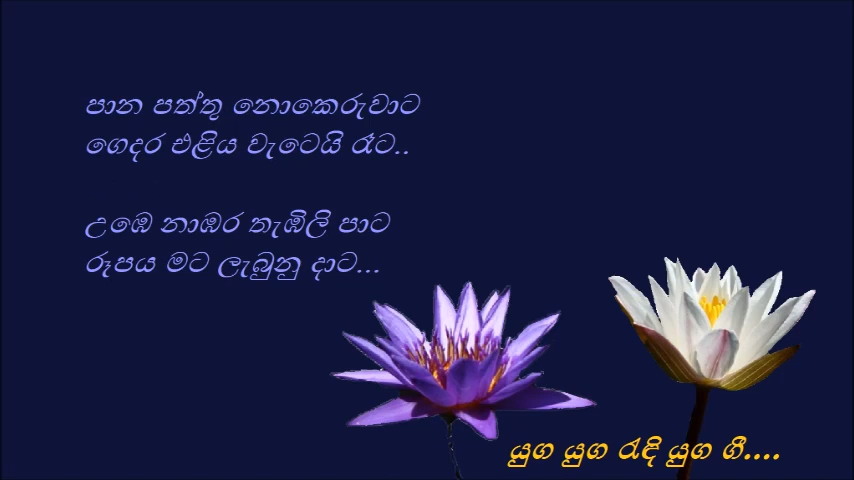 පාන පත්තු නොකෙරුවාට
ගෙදර එළිය වැටෙයි රෑට..
උඹෙ නාඹර තැඹිලි පාට
රූපය මට ලැබුනු දාට...
යුග යුග රැඳි යුග ගී....